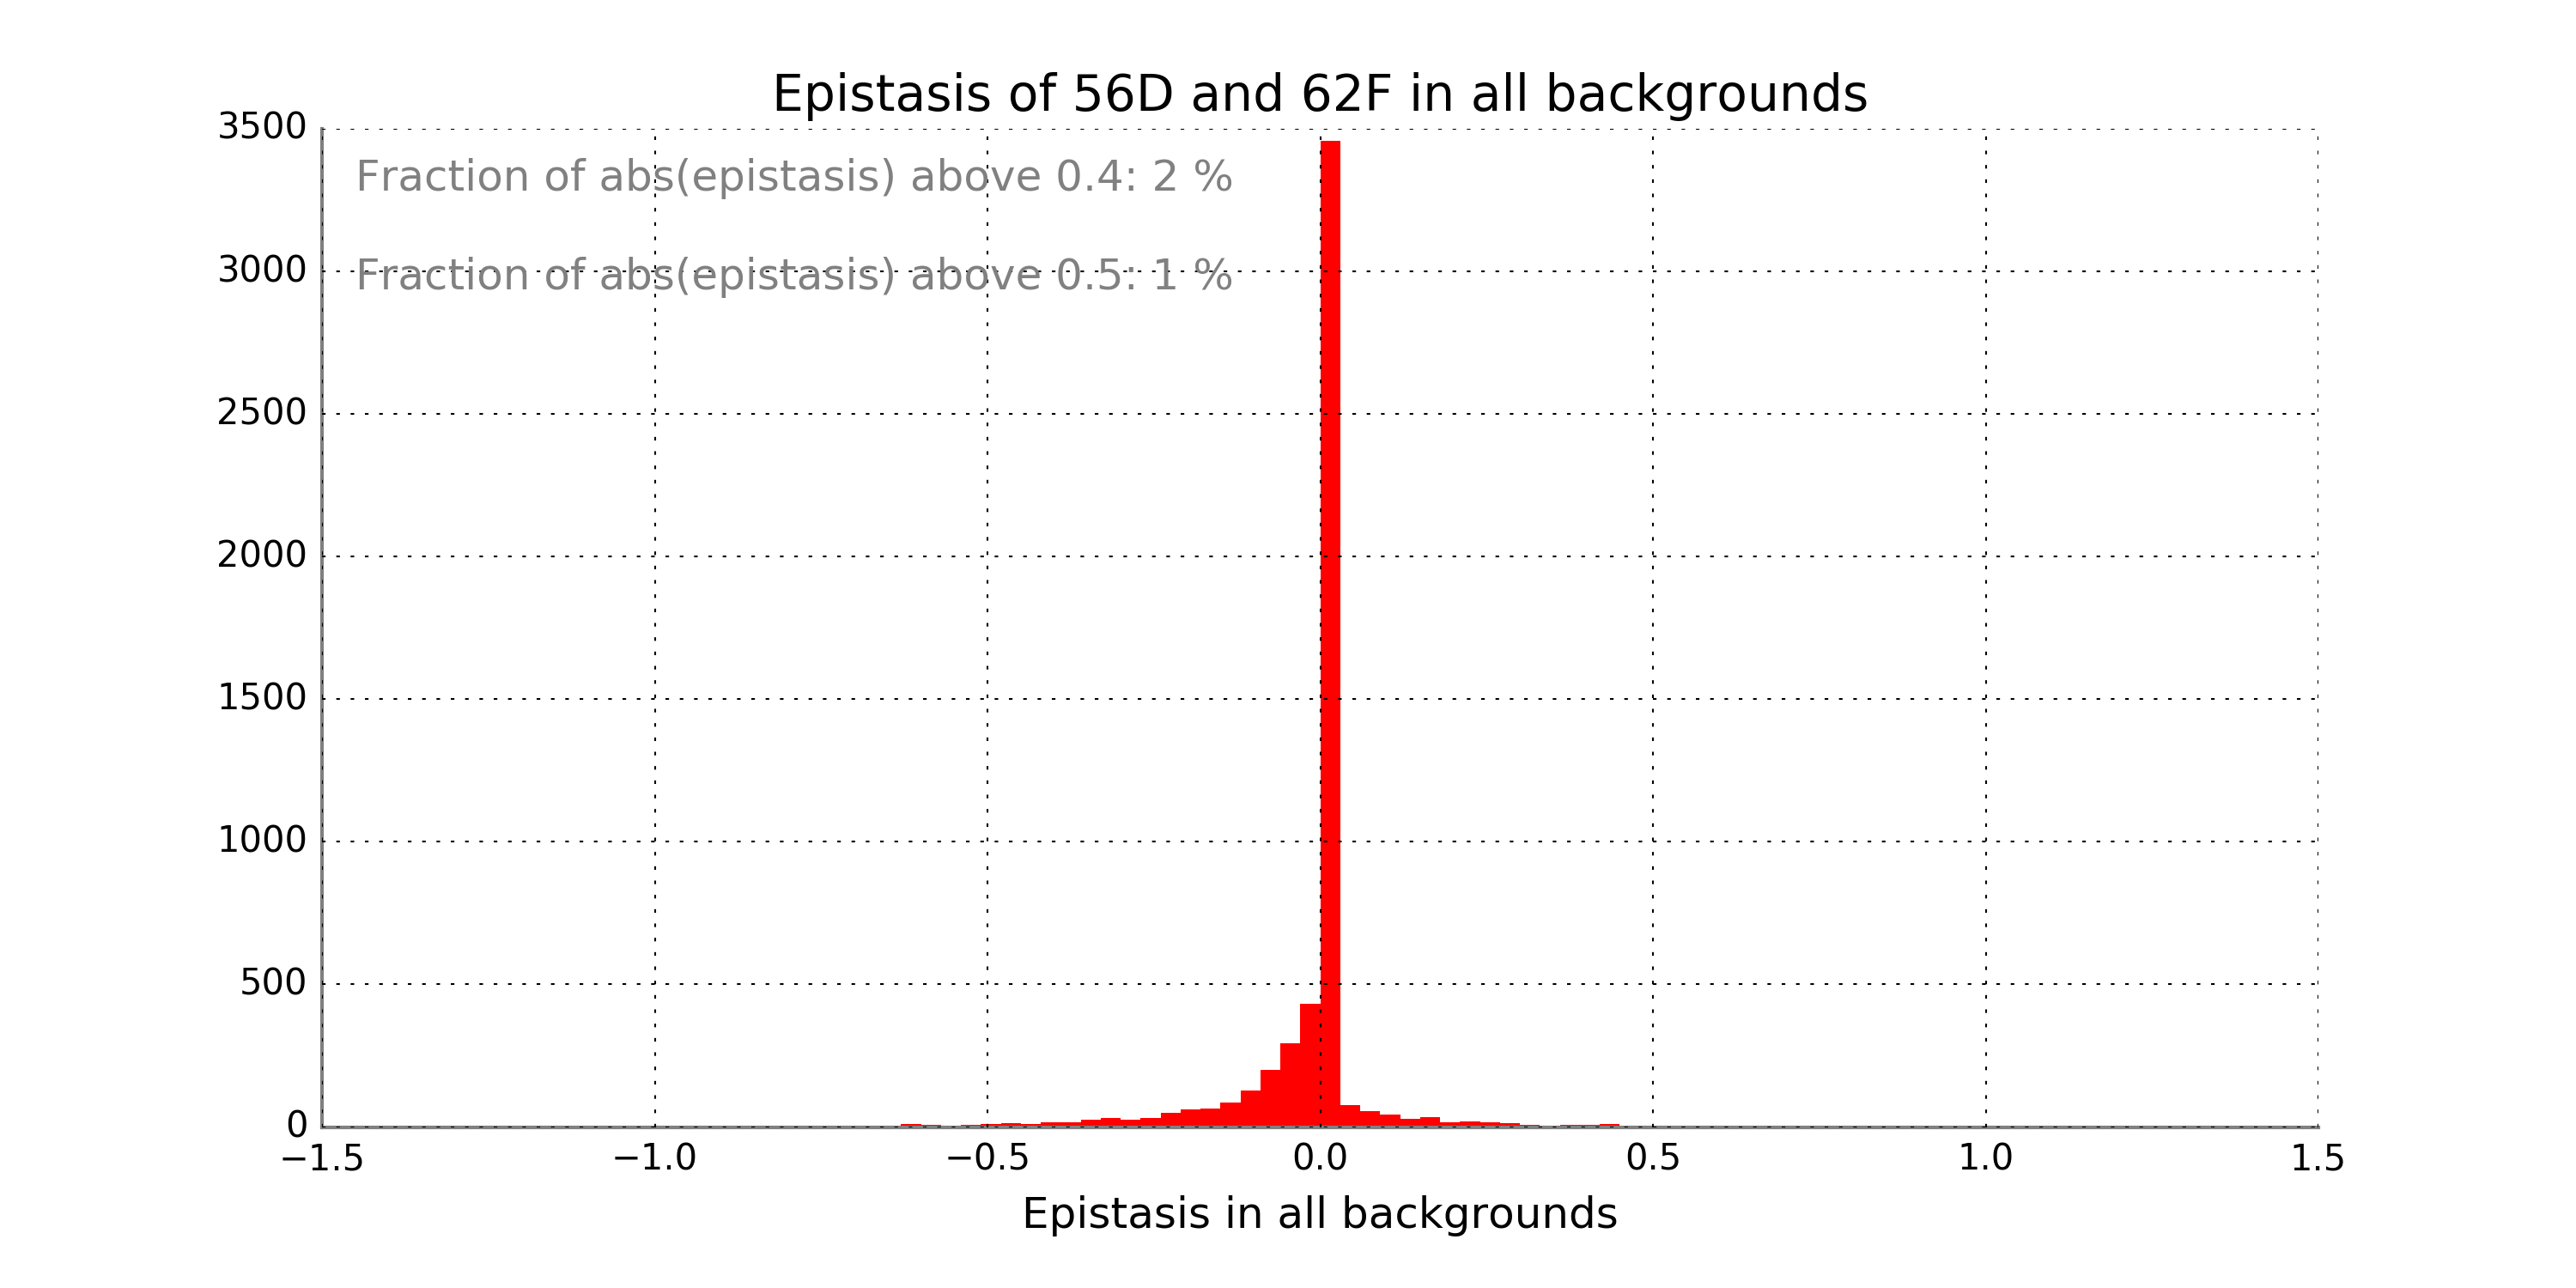 Epistasis of 56D and 62F in all backgrounds
3500
Fraction of abs(epistasis) above 0.4: 2 %
3000
Fraction of abs(epistasis) above 0.5: 1 %
2500
2000
1500
1000
500
0
−1.5 −1.0 −0.5 0.0 0.5 1.0 1.5
Epistasis in all backgrounds